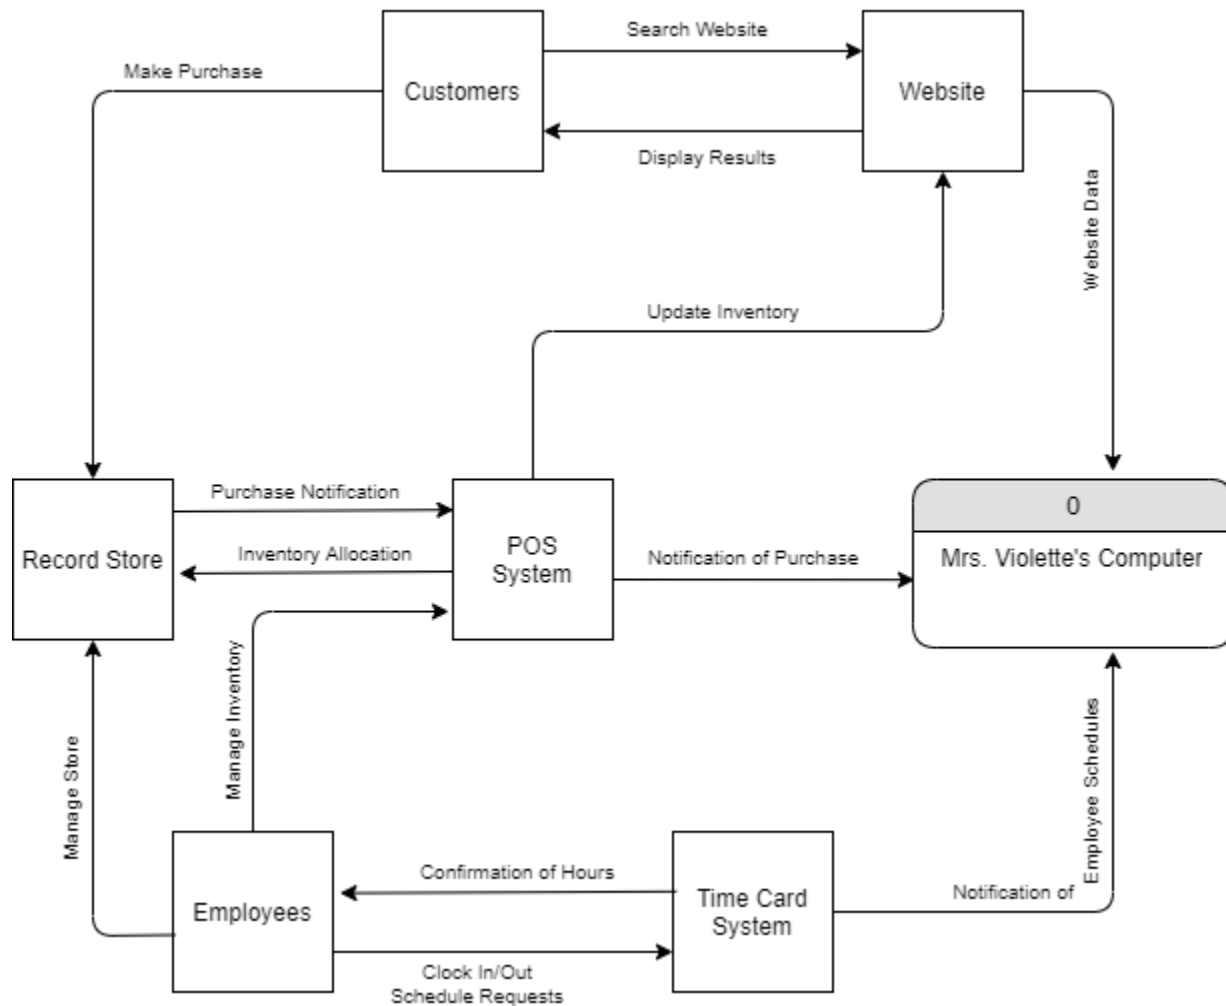 Search Website
Make Purchase
Customers
Website
Display Results
Website Data
Update Inventory
Purchase Notification
0
Record Store
Inventory Allocation
POS
System
Notification of Purchase
Mrs. Violette's Computer
Manage Inventory
Manage Store
Employee Schedules
Confirmation of Hours
Employees
Time Card
System
Notification of
Clock In/Out
Schedule Requests